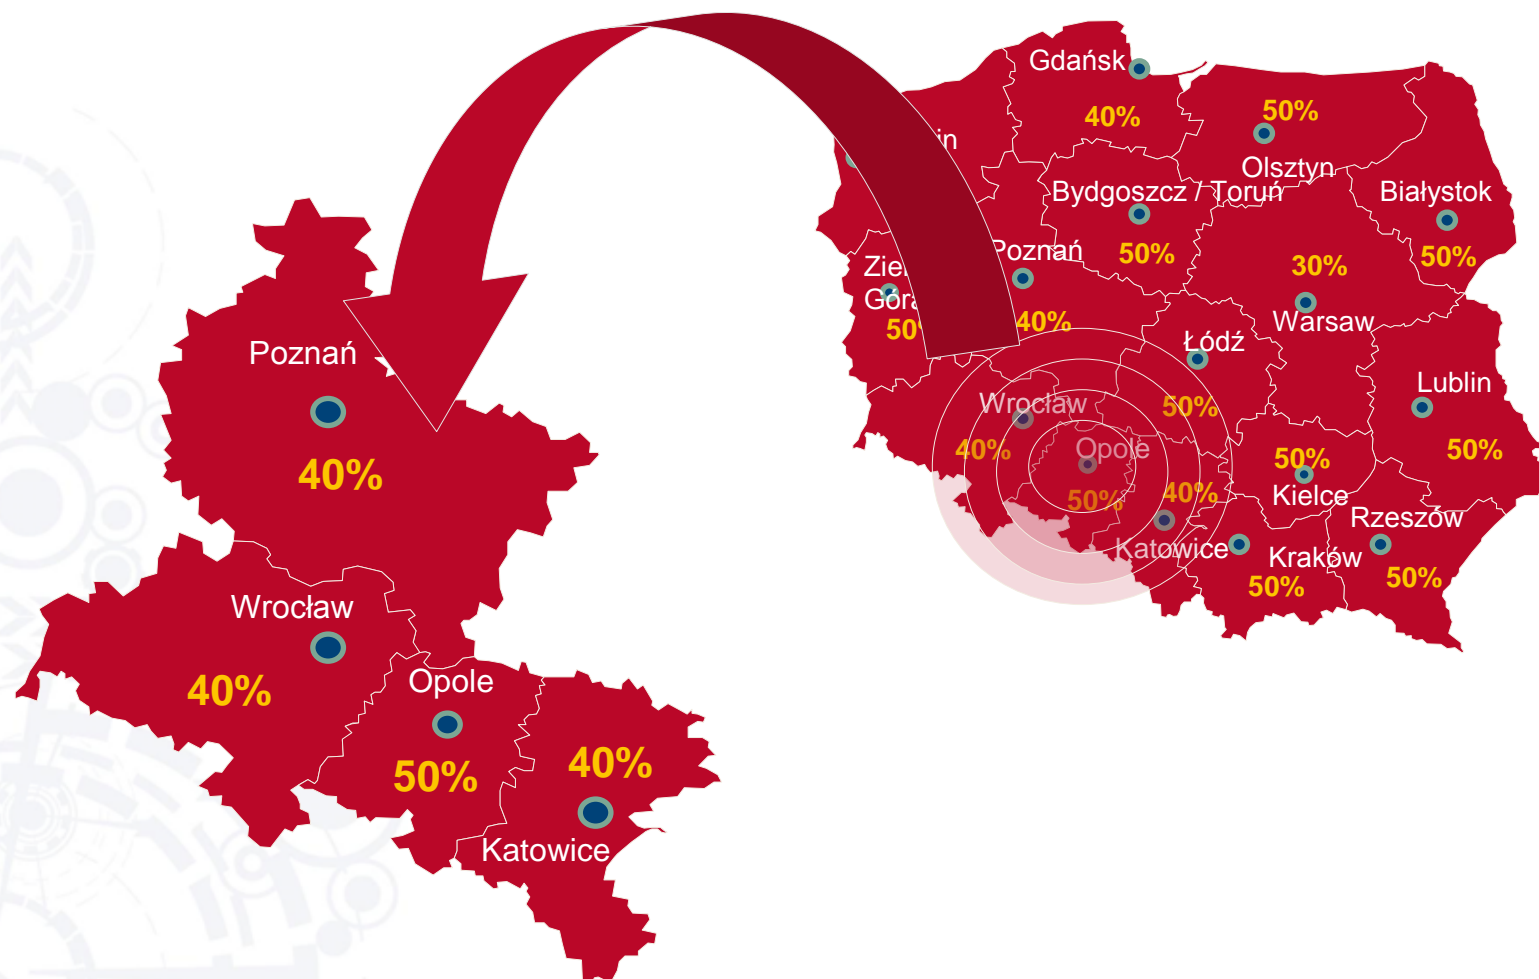 Poznań
40%
Wrocław
40%
Opole
50%
40%
Katowice
Gdańsk
40%
50%
Olsztyn
Bydgoszcz / Toruń
50%
Białystok
50%
Poznań
40%
30%
Warsaw
Łódź
50%
Lublin
50%
Wrocław
40%
Opole
50%
40%
Katowice
50%
Kielce
Rzeszów
50%
Kraków
50%